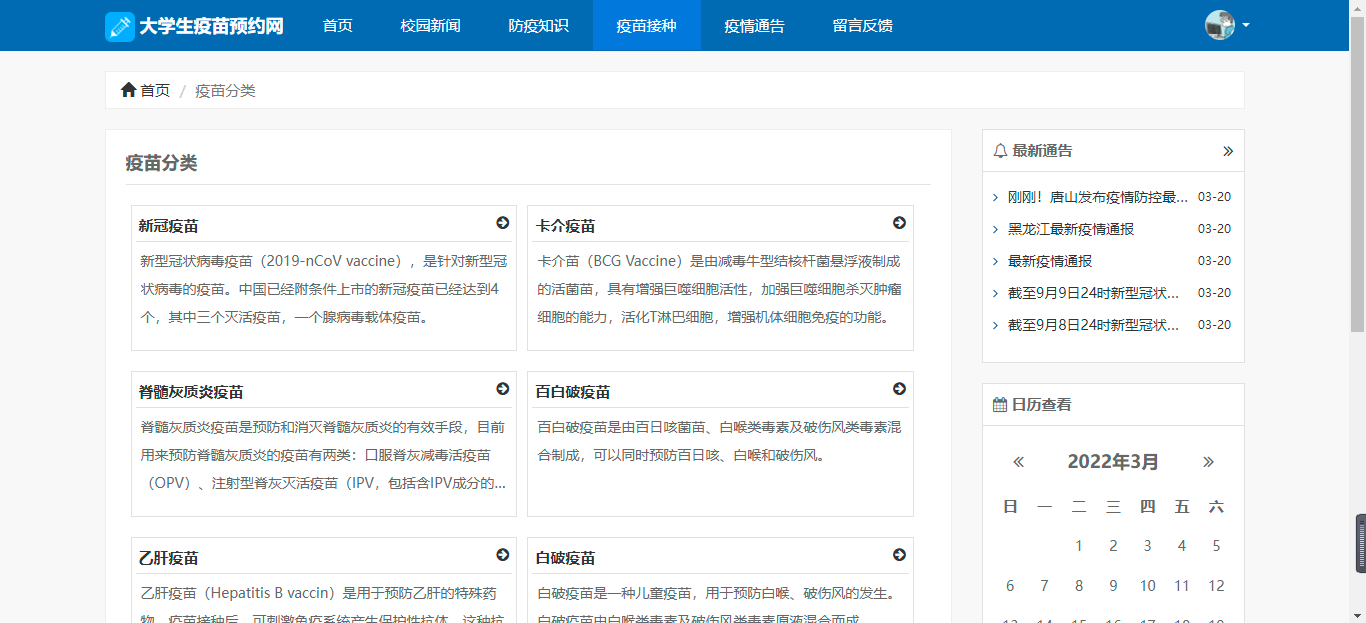 大学生疫苗预约网
首页
校园新闻
防疫知识
疫苗接种
疫情通告
留言反馈
首页 / 疫苗分类
疫苗分类
新冠疫苗
新型冠状病毒疫苗（2019-nCoV vaccine），是针对新型冠
状病毒的疫苗。中国已经附条件上市的新冠疫苗已经达到4
个，其中三个灭活疫苗，一个腺病毒载体疫苗。
卡介疫苗
卡介苗（BCG Vaccine）是由减毒牛型结核杆菌悬浮液制成
的活菌苗，具有增强巨噬细胞活性，加强巨噬细胞杀灭肿瘤
细胞的能力，活化T淋巴细胞，增强机体细胞免疫的功能。
脊髓灰质炎疫苗
脊髓灰质炎疫苗是预防和消灭脊髓灰质炎的有效手段，目前
用来预防脊髓灰质炎的疫苗有两类：口服脊灰减毒活疫苗
（OPV）、注射型脊灰灭活疫苗（IPV，包括含IPV成分的...
百白破疫苗
百白破疫苗是由百日咳菌苗、白喉类毒素及破伤风类毒素混
合制成，可以同时预防百日咳、白喉和破伤风。
乙肝疫苗
乙肝疫苗（Hepatitis B vaccin）是用于预防乙肝的特殊药
物。疫苗接种后，可刺激免疫系统产生保护性抗体，这种抗
白破疫苗
白破疫苗是一种儿童疫苗，用于预防白喉、破伤风的发生。
白破疫苗由白喉类毒素及破伤风类毒素原液混合而成
最新通告
刚刚！唐山发布疫情防控最... 03-20
黑龙江最新疫情通报 03-20
最新疫情通报 03-20
截至9月9日24时新型冠状... 03-20
截至9月8日24时新型冠状... 03-20
日历查看
« 2022年3月 »
日 一 二 三 四 五 六
1 2 3 4 5
6 7 8 9 10 11 12
13 14 15 16 17 18 19